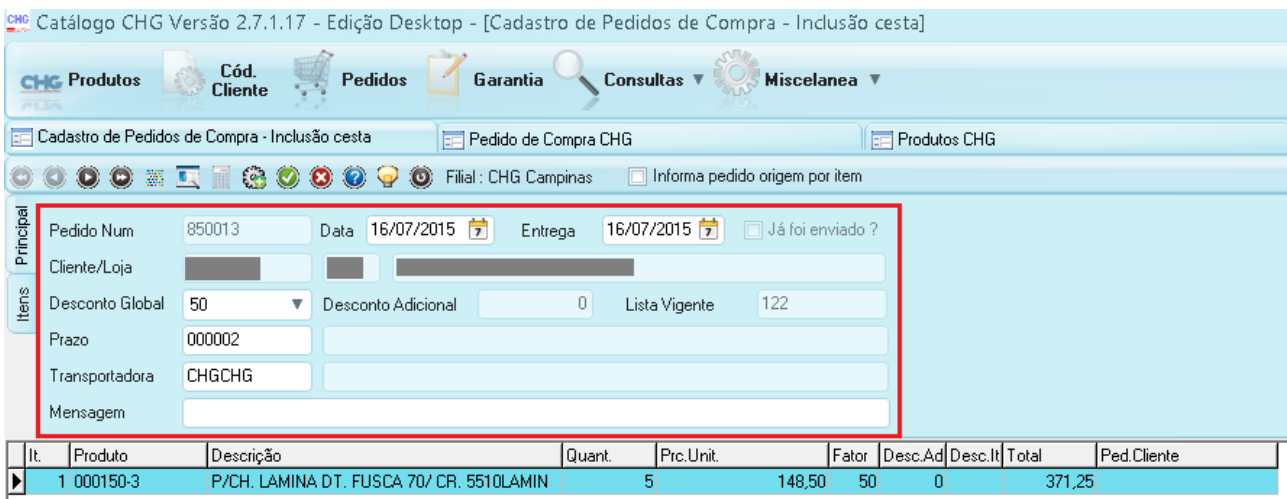 CHG Catálogo CHG Versão 2.7.1.17 - Edição Desktop - [Cadastro de Pedidos de Compra - Inclusão cesta]
CHG Produtos Cód. Cliente Pedidos Garantia Consultas ▼ Miscelanea ▼
Cadastro de Pedidos de Compra - Inclusão cesta Pedido de Compra CHG Produtos CHG
Filial : CHG Campinas Informa pedido origem por item
Principal
Itens
Pedido Num 850013 Data 16/07/2015 7 Entrega 16/07/2015 7 Já foi enviado ?
Cliente/Loja
Desconto Global 50 ▼ Desconto Adicional 0 Lista Vigente 122
Prazo 000002
Transportadora CHGCHG
Mensagem
It. Produto Descrição Quant. Prc.Unit. Fator Desc.Ad Desc.It Total Ped.Cliente
1 000150-3 P/CH. LAMINA DT. FUSCA 70/ CR. 5510LAMIN 5 148,50 50 0 371,25